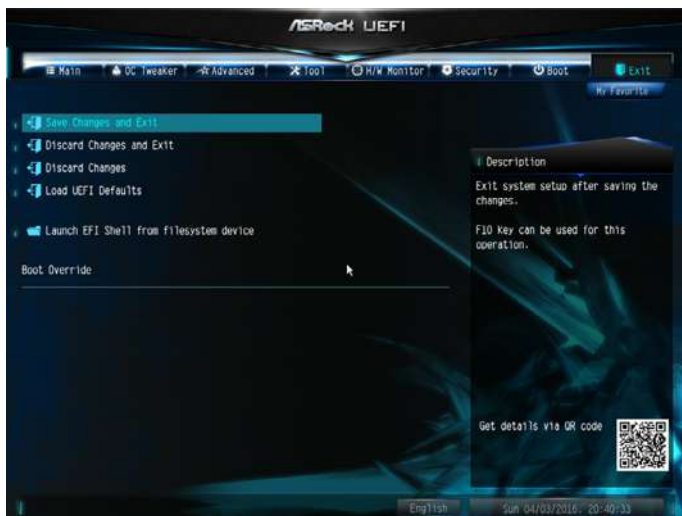 ASRock UEFI
Main OC Tweaker Advanced Tool H/W Monitor Security Boot Exit
My Favorite
Save Changes and Exit
Discard Changes and Exit
Discard Changes
Load UEFI Defaults
Launch EFI Shell from filesystem device
Boot Override
Description
Exit system setup after saving the
changes.
F10 key can be used for this
operation.
Get details via QR code
English
Sun 04/03/2016. 20:40:33